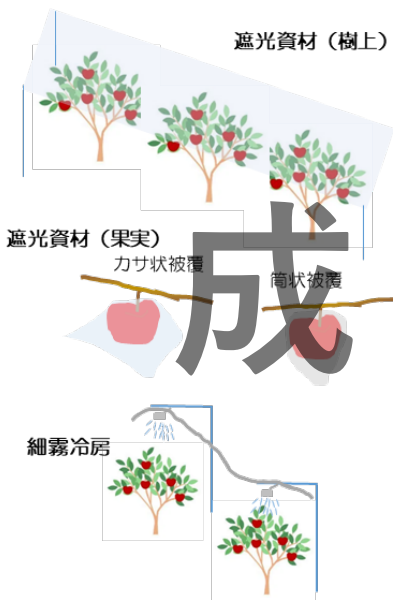 遮光資材（樹上）
遮光資材（果実）
カサ状被覆
筒状被覆
成
細霧冷房